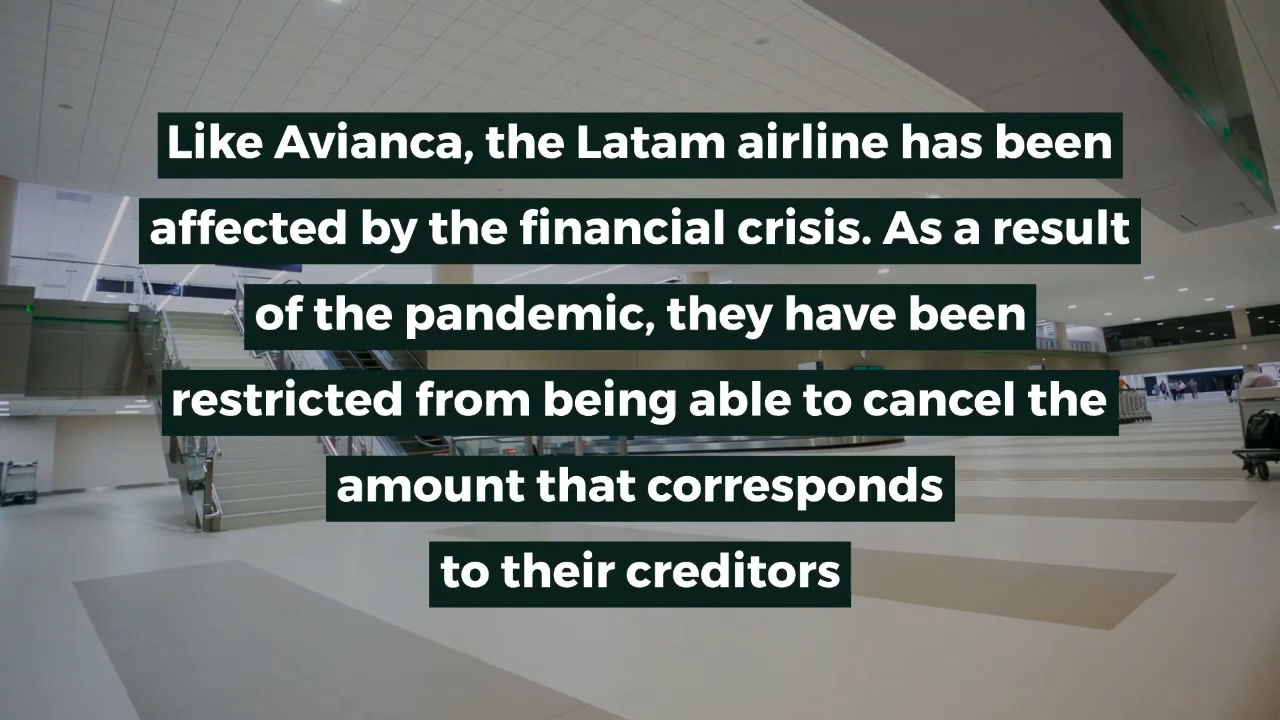 Like Avianca, the Latam airline has been
affected by the financial crisis. As a result
of the pandemic, they have been
restricted from being able to cancel the
amount that corresponds
to their creditors